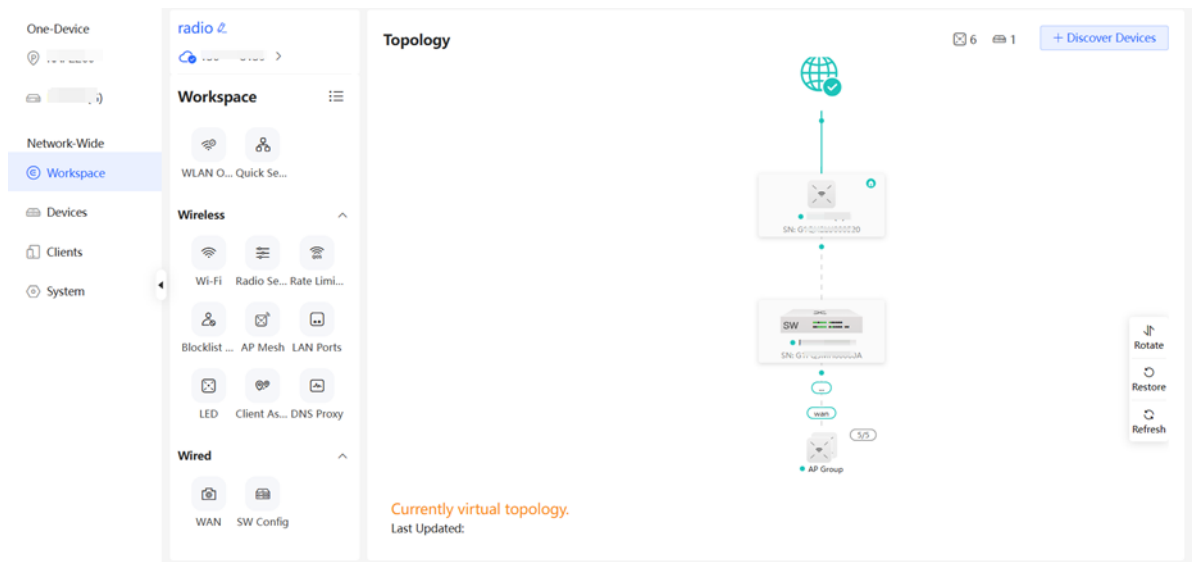 One-Device
Network-Wide
Workspace
Devices
Clients
System
radio
Workspace
WLAN O... Quick Se...
Wireless
Wi-Fi Radio Se... Rate Limi...
Blocklist ... AP Mesh LAN Ports
LED Client As... DNS Proxy
Wired
WAN SW Config
Topology
6 1 + Discover Devices
SN:
SW
SN:
wan
5/5
AP Group
Rotate
Restore
Refresh
Currently virtual topology.
Last Updated: